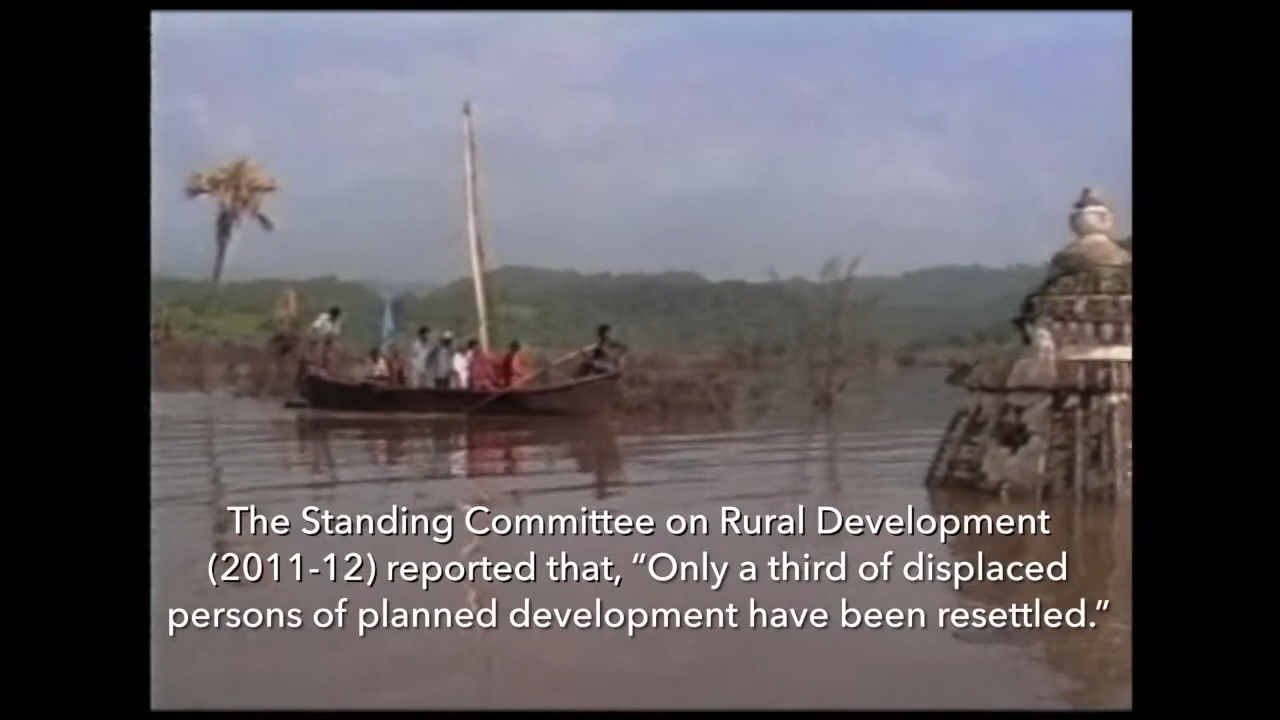 The Standing Committee on Rural Development
(2011-12) reported that, “Only a third of displaced
persons of planned development have been resettled.”